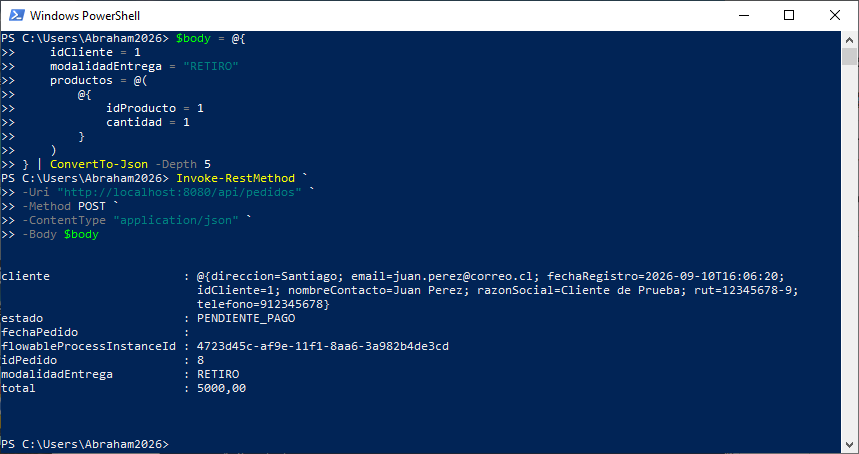 Windows PowerShell
PS C:\Users\Abraham2026> $body = @{
>>     idCliente = 1
>>     modalidadEntrega = "RETIRO"
>>     productos = @(
>>         @{
>>             idProducto = 1
>>             cantidad = 1
>>         }
>>     )
>> } | ConvertTo-Json -Depth 5
PS C:\Users\Abraham2026> Invoke-RestMethod `
>> -Uri "http://localhost:8080/api/pedidos" `
>> -Method POST `
>> -ContentType "application/json" `
>> -Body $body
cliente                   : @{direccion=Santiago; email=juan.perez@correo.cl; fechaRegistro=2026-09-10T16:06:20;
                            idCliente=1; nombreContacto=Juan Perez; razonSocial=Cliente de Prueba; rut=12345678-9;
                            telefono=912345678}
estado                    : PENDIENTE_PAGO
fechaPedido               :
flowableProcessInstanceId : 4723d45c-af9e-11f1-8aa6-3a982b4de3cd
idPedido                  : 8
modalidadEntrega          : RETIRO
total                     : 5000,00
PS C:\Users\Abraham2026>